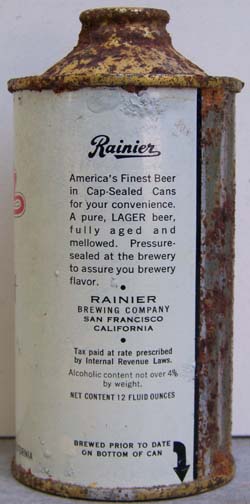 Rainier
America's Finest Beer
in Cap-Sealed Cans
for your convenience.
A pure, LAGER beer,
fully aged and
mellowed. Pressure-
sealed at the brewery
to assure you brewery
flavor.
RAINIER
BREWING COMPANY
SAN FRANCISCO
CALIFORNIA
Tax paid at rate prescribed
by Internal Revenue Laws.
Alcoholic content not over 4%
by weight.
NET CONTENT 12 FLUID OUNCES
BREWED PRIOR TO DATE
ON BOTTOM OF CAN